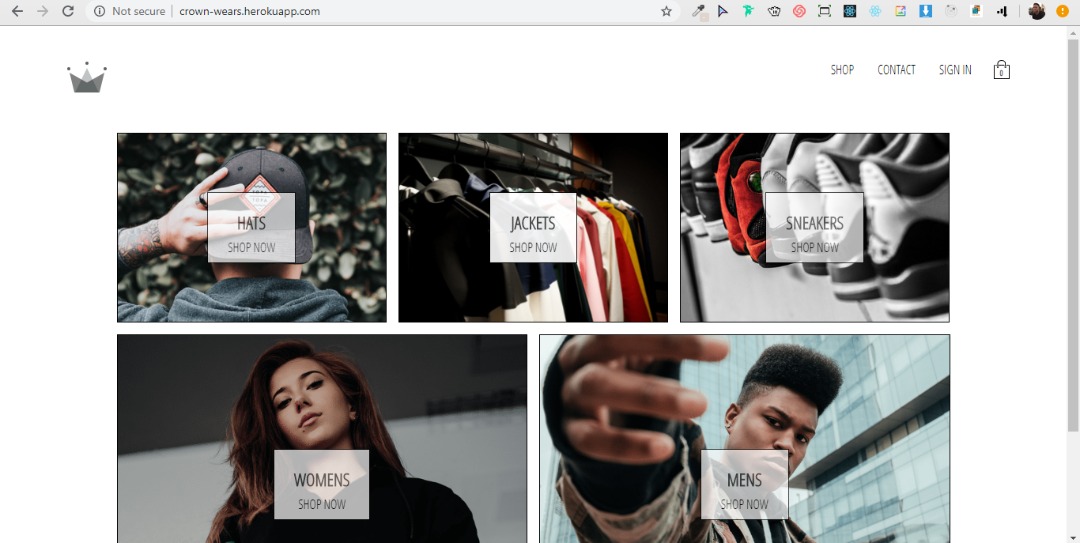 Not secure | crown-wears.herokuapp.com
SHOP CONTACT SIGN IN 0
HATS
SHOP NOW
JACKETS
SHOP NOW
SNEAKERS
SHOP NOW
WOMENS
SHOP NOW
MENS
SHOP NOW